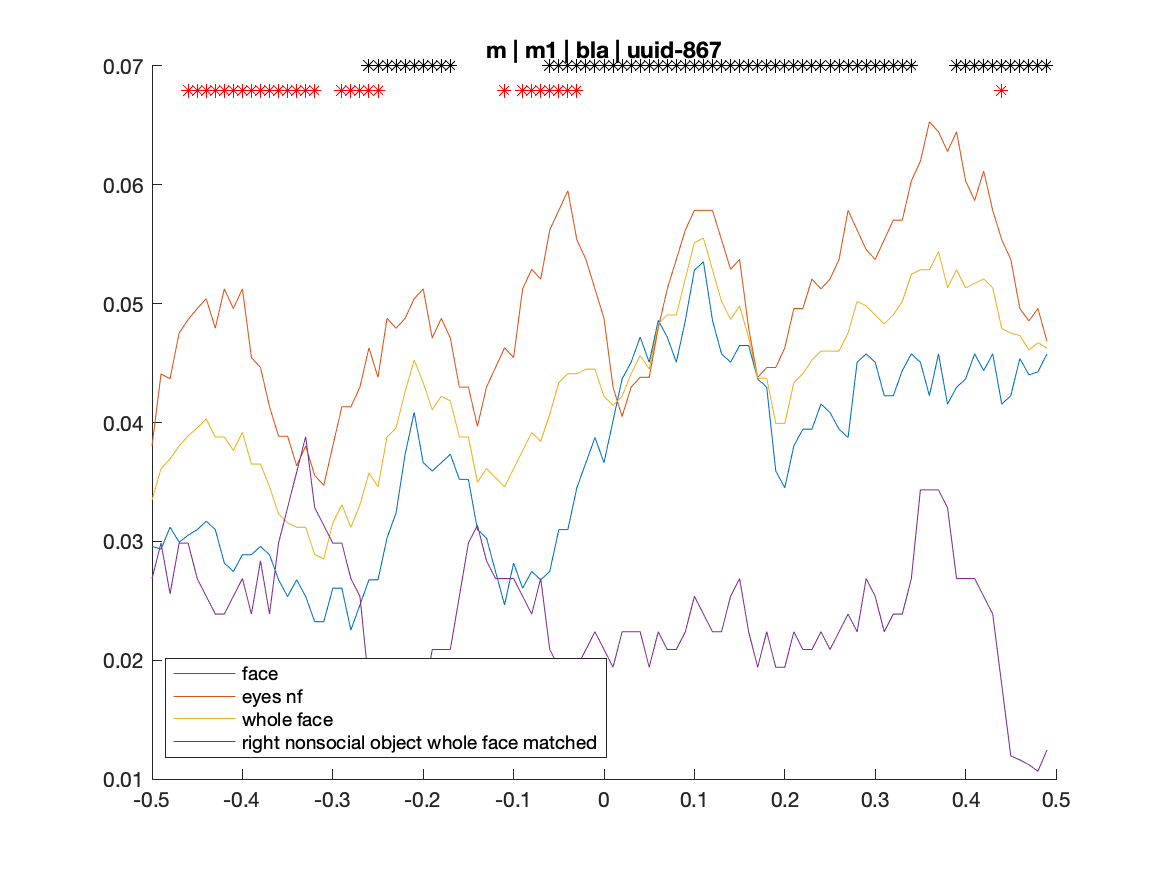 m | m1 | bla | uuid-867
0.07
0.06
0.05
0.04
0.03
0.02
0.01
face
eyes nf
whole face
right nonsocial object whole face matched
-0.5 -0.4 -0.3 -0.2 -0.1 0 0.1 0.2 0.3 0.4 0.5